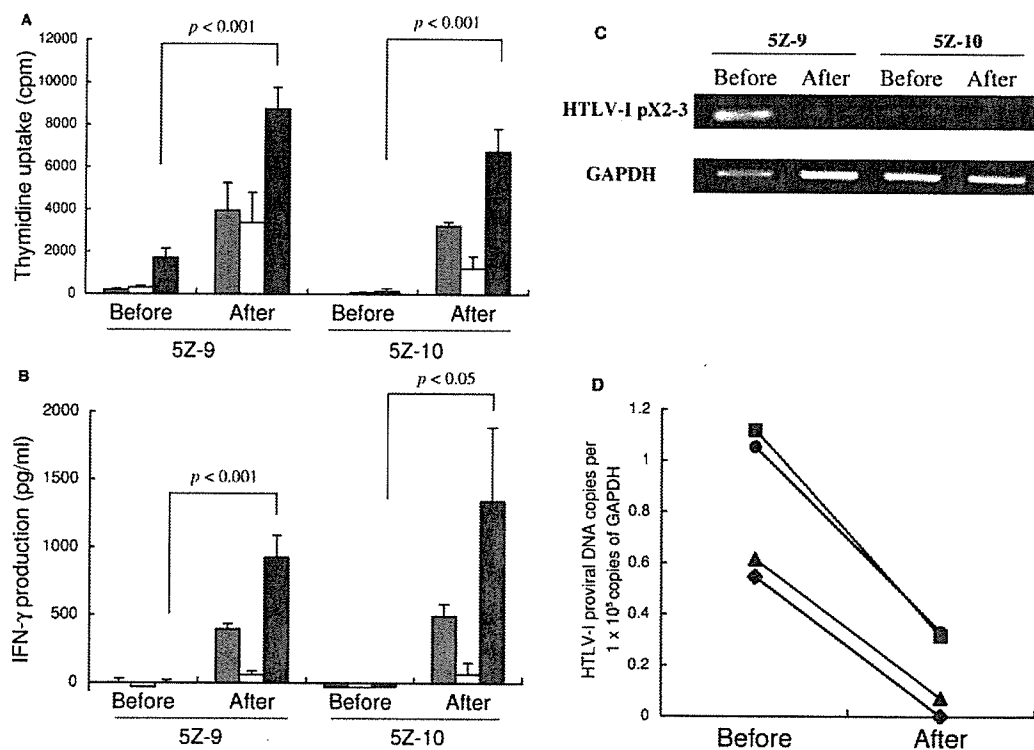 A
p < 0.001
p < 0.001
12000
10000
8000
6000
4000
2000
0
Thymidine uptake (cpm)
Before After Before After
5Z-9 5Z-10
B
p < 0.001
p < 0.05
2000
1500
1000
500
0
IFN-γ production (pg/ml)
Before After Before After
5Z-9 5Z-10
C
5Z-9 5Z-10
Before After Before After
HTLV-I pX2-3
GAPDH
D
1.2
1
0.8
0.6
0.4
0.2
0
HTLV-I proviral DNA copies per
1 x 10⁵ copies of GAPDH
Before After